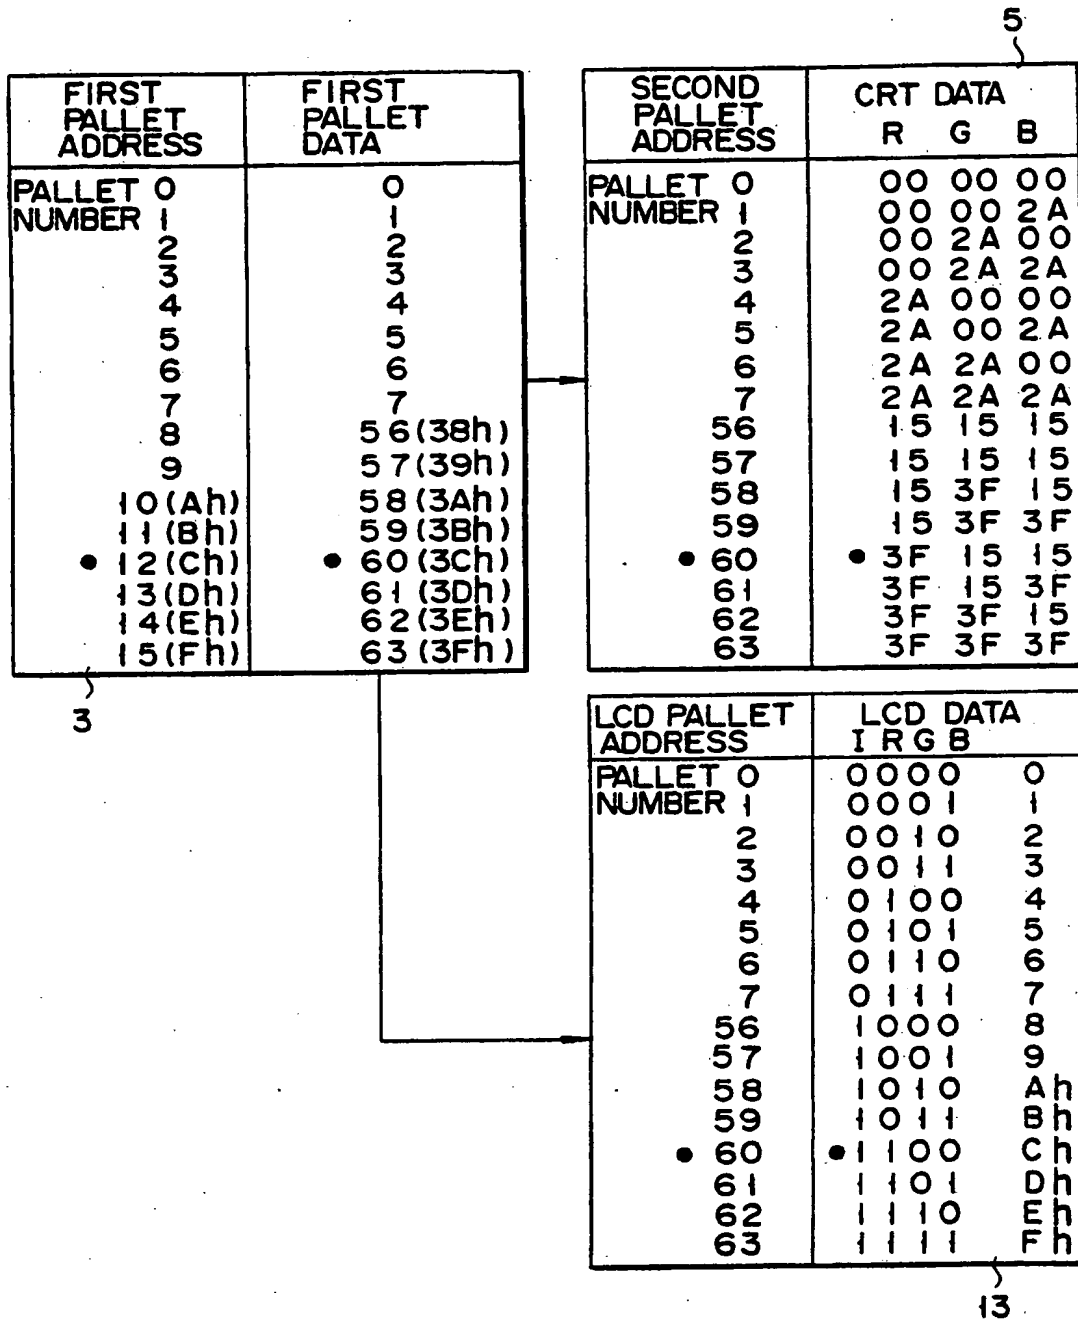 5
FIRST PALLET ADDRESS FIRST PALLET DATA
PALLET NUMBER 0 0
1 1
2 2
3 3
4 4
5 5
6 6
7 7
8 56(38h)
9 57(39h)
10(Ah) 58(3Ah)
11(Bh) 59(3Bh)
● 12(Ch) ● 60(3Ch)
13(Dh) 61(3Dh)
14(Eh) 62(3Eh)
15(Fh) 63(3Fh)
3
SECOND PALLET ADDRESS CRT DATA
R G B
PALLET NUMBER 0 00 00 00
1 00 00 2A
2 00 2A 00
3 00 2A 2A
4 2A 00 00
5 2A 00 2A
6 2A 2A 00
7 2A 2A 2A
56 15 15 15
57 15 15 15
58 15 3F 15
59 15 3F 3F
● 60 ● 3F 15 15
61 3F 15 3F
62 3F 3F 15
63 3F 3F 3F
LCD PALLET ADDRESS LCD DATA
I R G B
PALLET NUMBER 0 0000 0
1 0001 1
2 0010 2
3 0011 3
4 0100 4
5 0101 5
6 0110 6
7 0111 7
56 1000 8
57 1001 9
58 1010 Ah
59 1011 Bh
● 60 ● 1100 Ch
61 1101 Dh
62 1110 Eh
63 1111 Fh
13